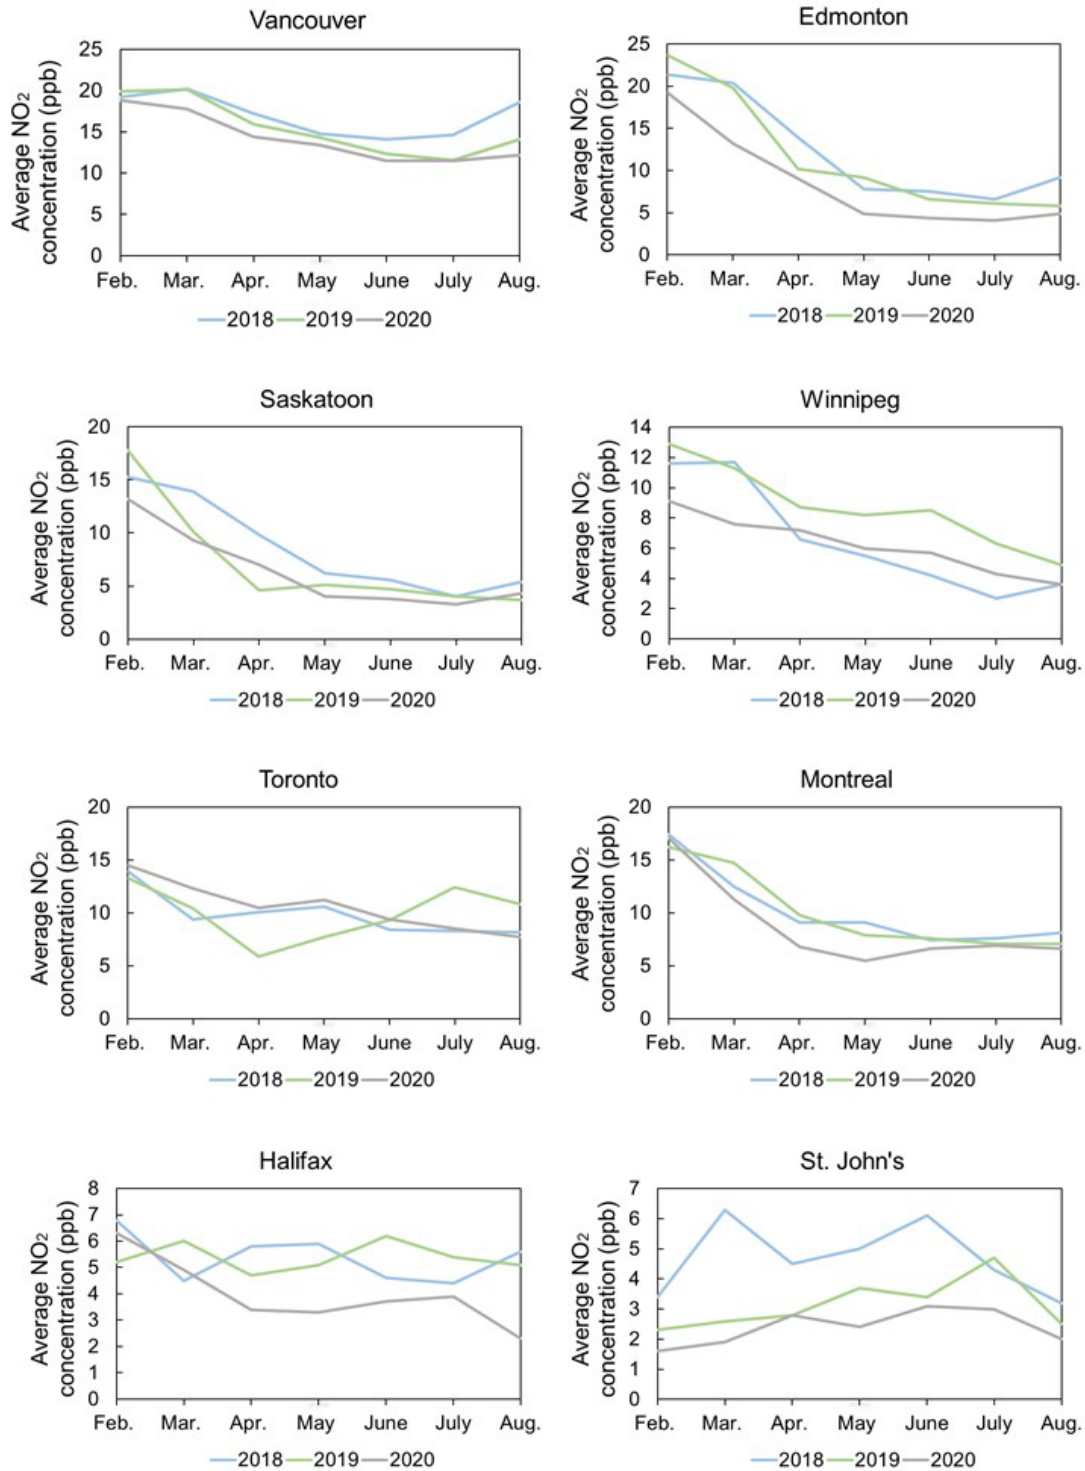 Vancouver
Average NO2
concentration (ppb)
25
20
15
10
5
0
Feb. Mar. Apr. May June July Aug.
2018 2019 2020
Edmonton
Average NO2
concentration (ppb)
25
20
15
10
5
0
Feb. Mar. Apr. May June July Aug.
2018 2019 2020
Saskatoon
Average NO2
concentration (ppb)
20
15
10
5
0
Feb. Mar. Apr. May June July Aug.
2018 2019 2020
Winnipeg
Average NO2
concentration (ppb)
14
12
10
8
6
4
2
0
Feb. Mar. Apr. May June July Aug.
2018 2019 2020
Toronto
Average NO2
concentration (ppb)
20
15
10
5
0
Feb. Mar. Apr. May June July Aug.
2018 2019 2020
Montreal
Average NO2
concentration (ppb)
20
15
10
5
0
Feb. Mar. Apr. May June July Aug.
2018 2019 2020
Halifax
Average NO2
concentration (ppb)
8
7
6
5
4
3
2
1
0
Feb. Mar. Apr. May June July Aug.
2018 2019 2020
St. John's
Average NO2
concentration (ppb)
7
6
5
4
3
2
1
0
Feb. Mar. Apr. May June July Aug.
2018 2019 2020